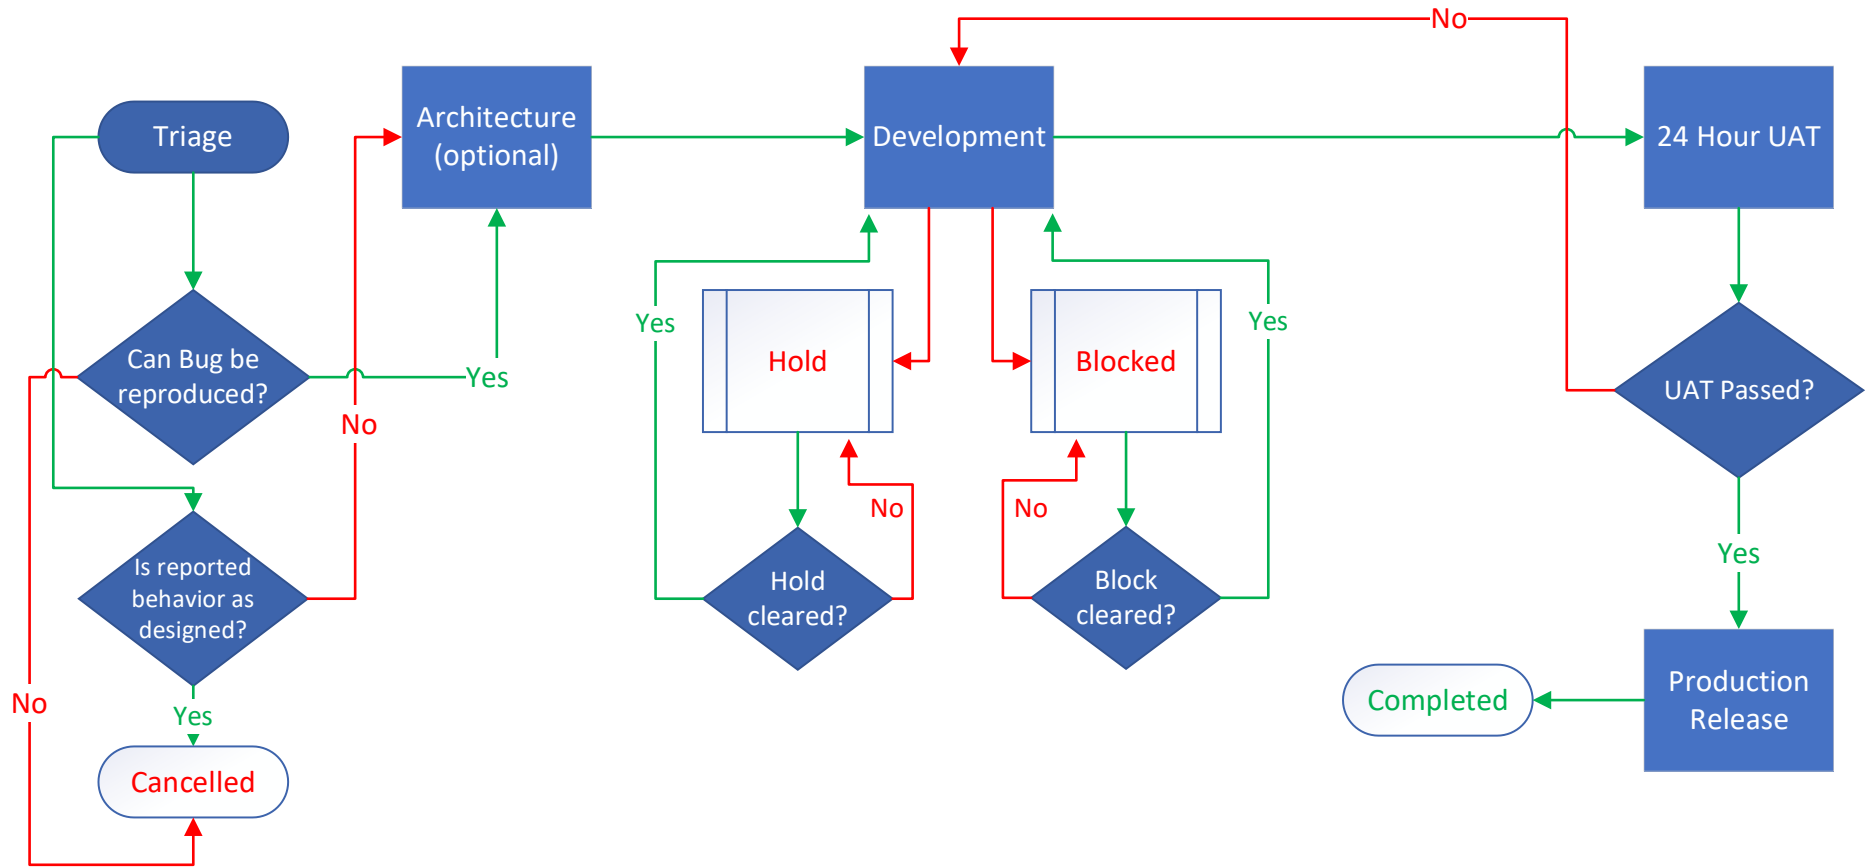 No
Triage
Architecture
(optional)
Development
24 Hour UAT
Can Bug be
reproduced?
Yes
No
Yes
Hold
Blocked
Yes
UAT Passed?
No
No
Is reported
behavior as
designed?
Hold
cleared?
Block
cleared?
Yes
No
Yes
Cancelled
Completed
Production
Release